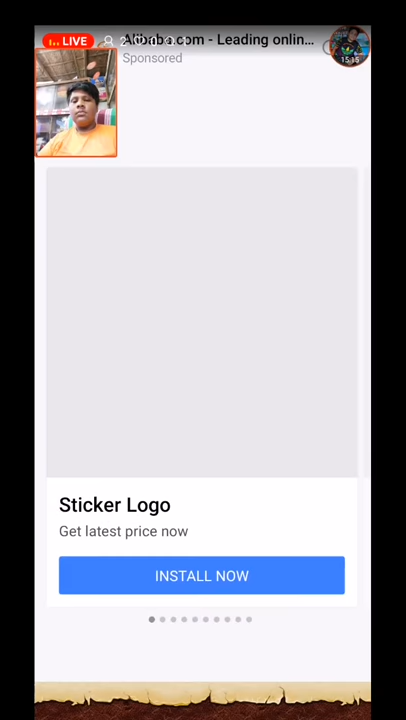 LIVE
Alibaba.com - Leading onlin...
15:15
Sponsored
Sticker Logo
Get latest price now
INSTALL NOW